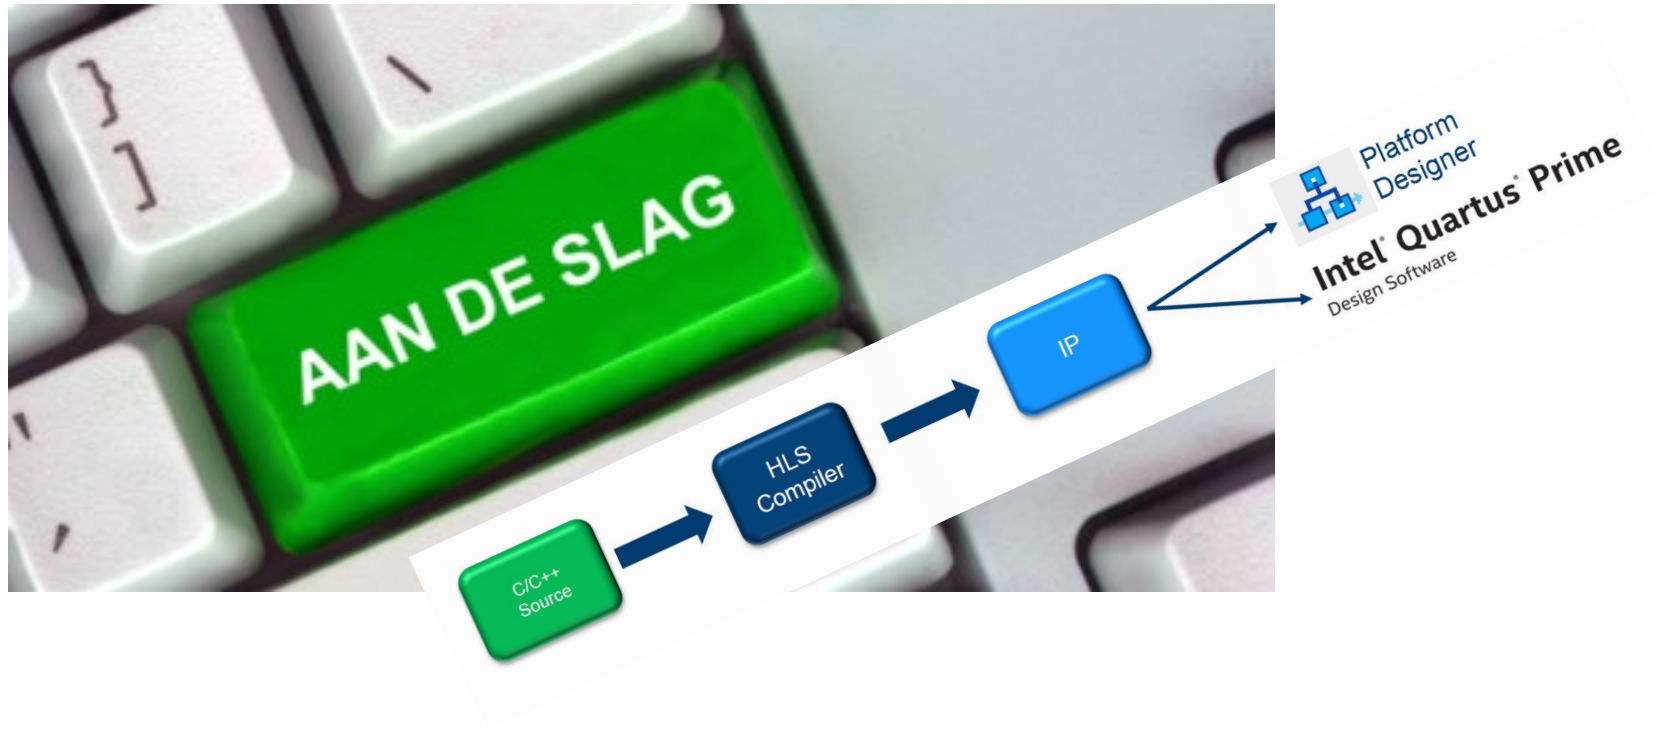 }
]
\
"
'
AAN DE SLAG
C/C++
Source
HLS
Compiler
IP
Platform
Designer
Intel® Quartus® Prime
Design Software